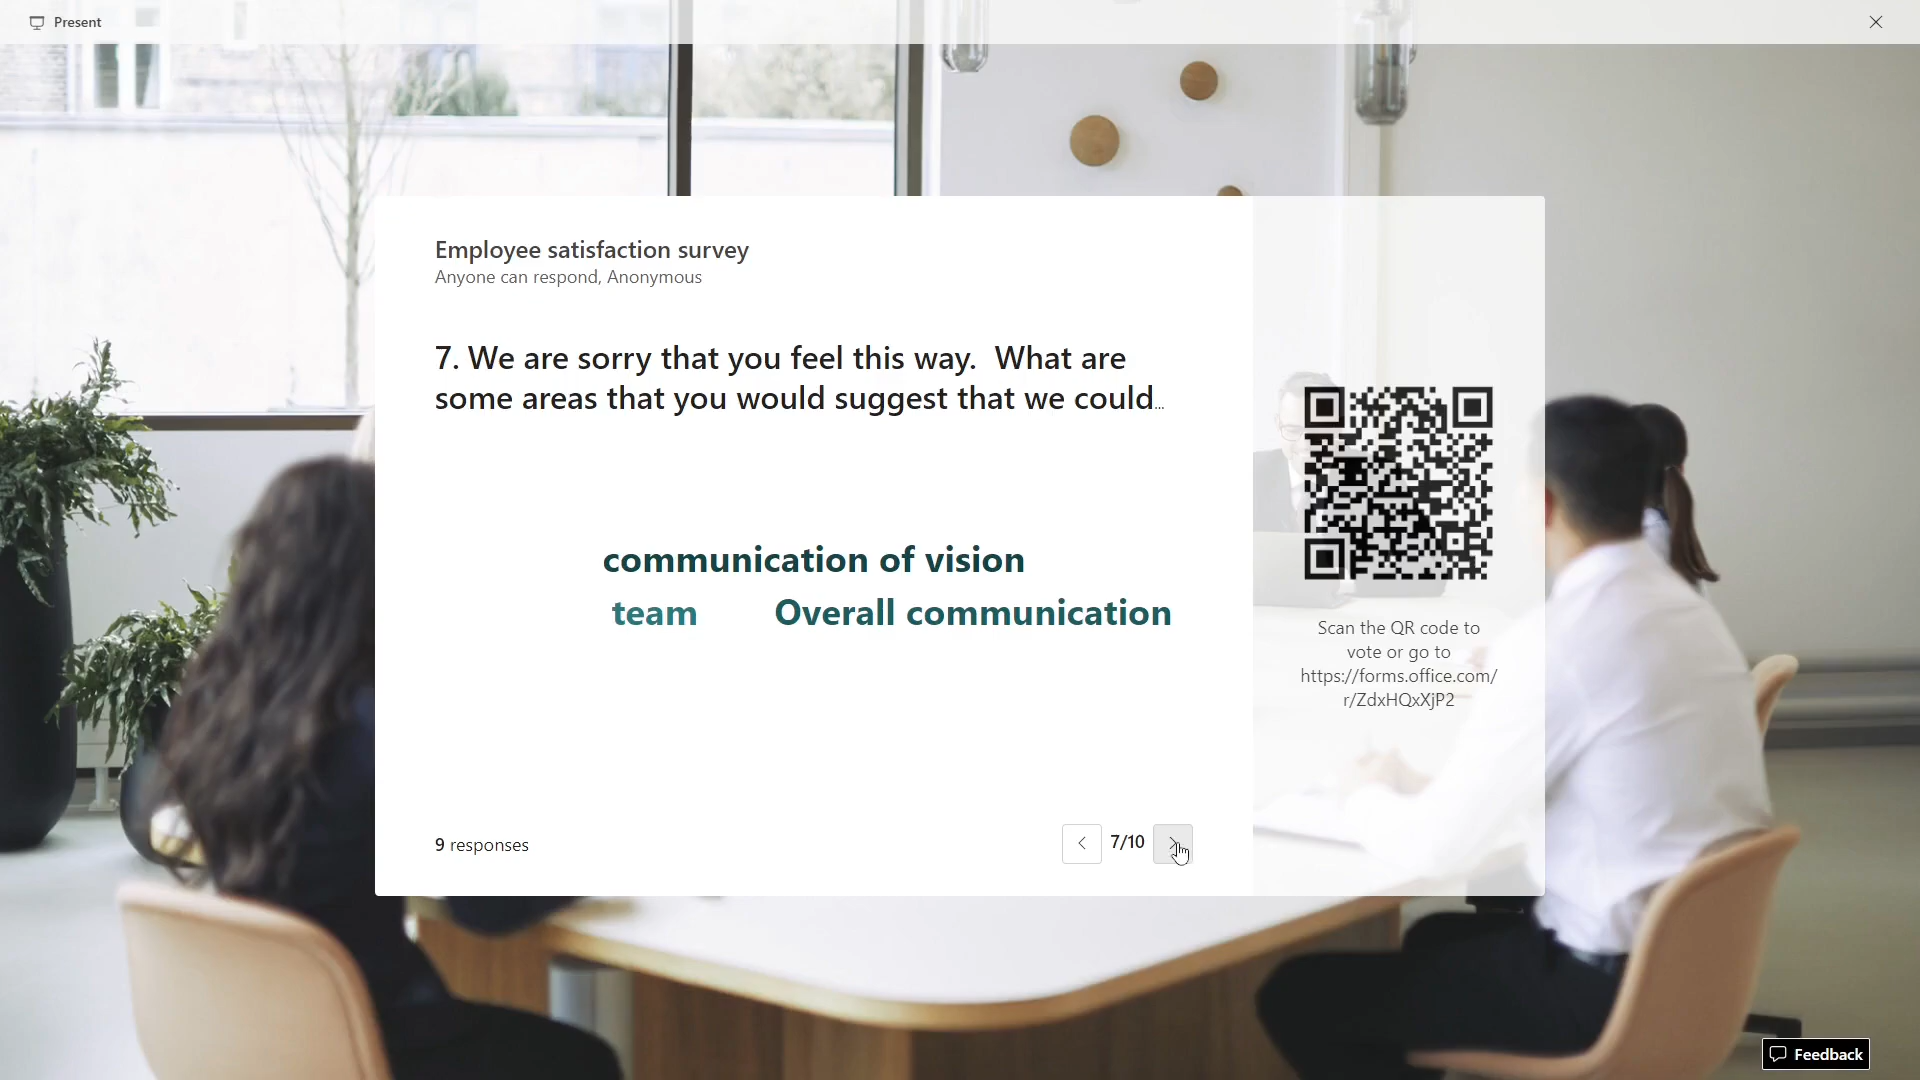 Present
Employee satisfaction survey
Anyone can respond, Anonymous
7. We are sorry that you feel this way.  What are
some areas that you would suggest that we could...
communication of vision
team
Overall communication
Scan the QR code to
vote or go to
https://forms.office.com/
r/ZdxHQxXjP2
9 responses
7/10
Feedback